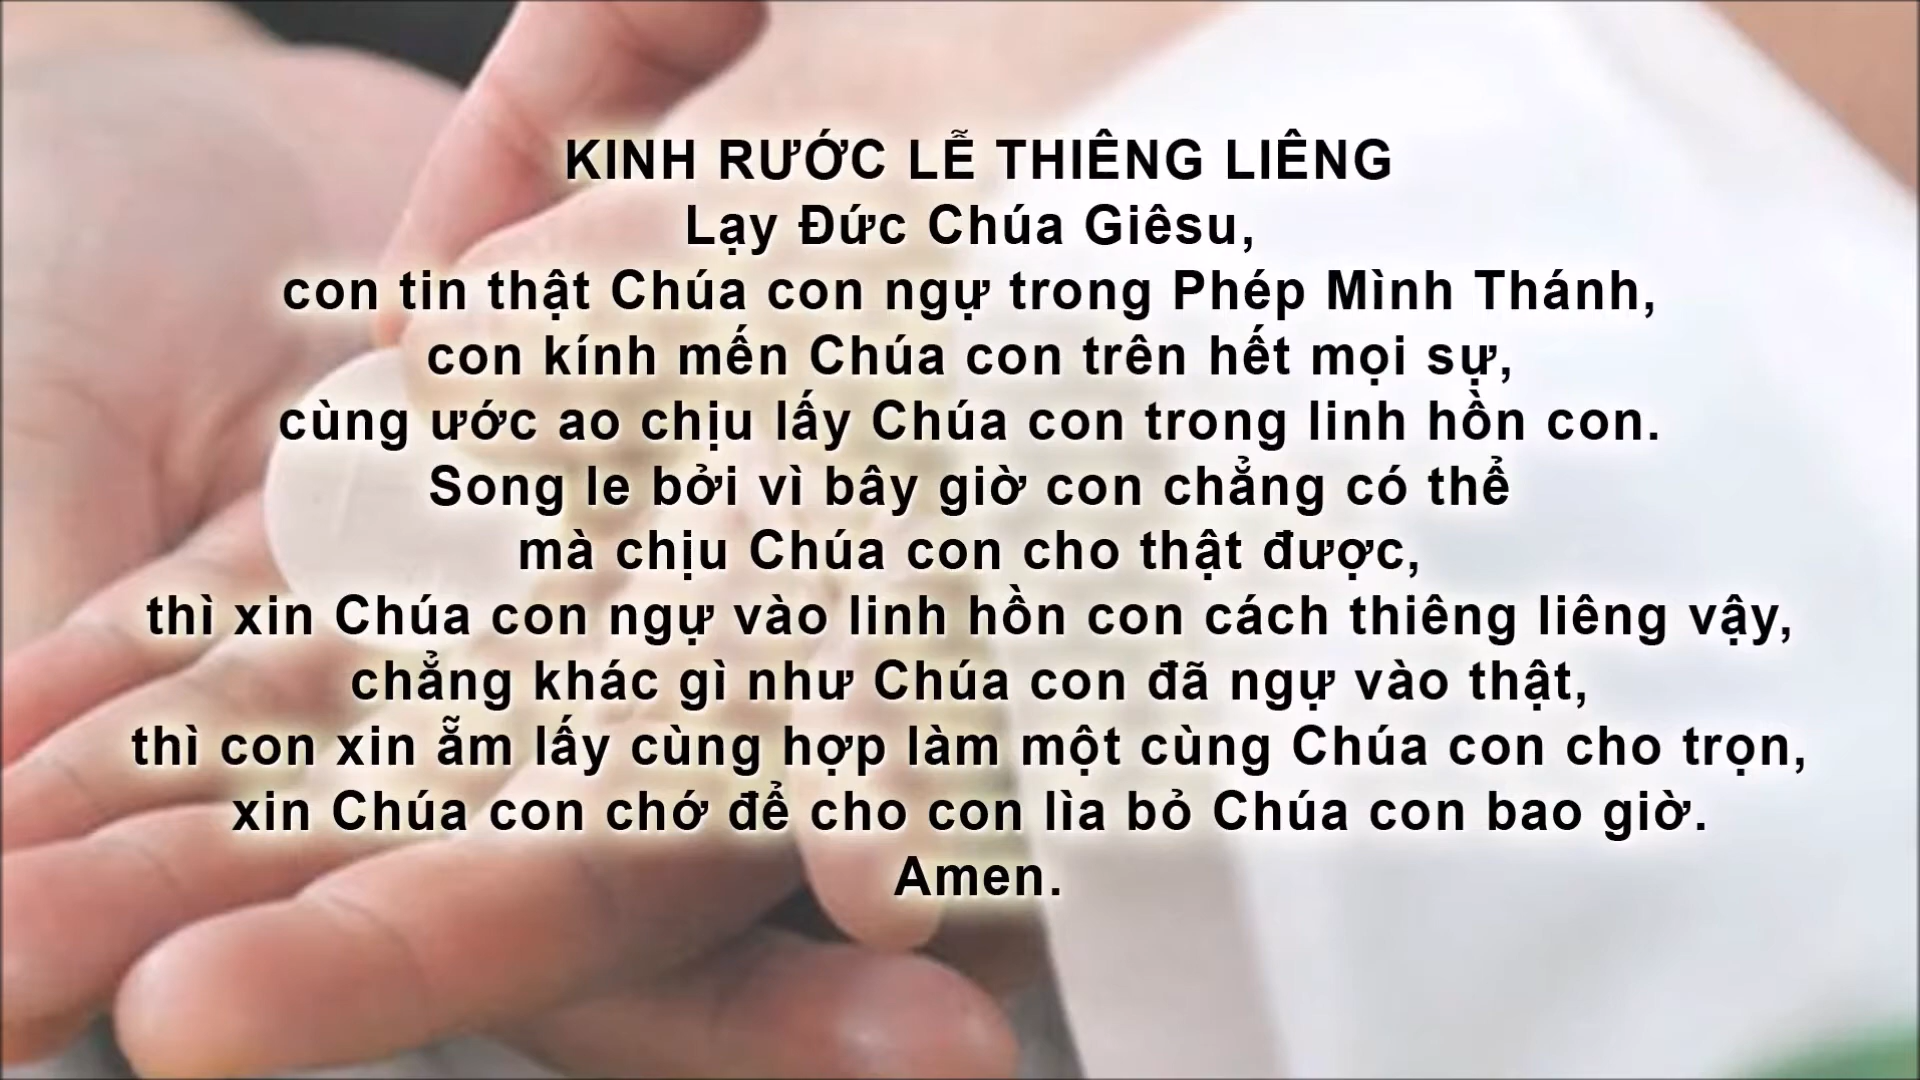 KINH RƯỚC LỄ THIÊNG LIÊNG
Lạy Đức Chúa Giêsu,
con tin thật Chúa con ngự trong Phép Mình Thánh,
con kính mến Chúa con trên hết mọi sự,
cùng ước ao chịu lấy Chúa con trong linh hồn con.
Song le bởi vì bây giờ con chẳng có thể
mà chịu Chúa con cho thật được,
thì xin Chúa con ngự vào linh hồn con cách thiêng liêng vậy,
chẳng khác gì như Chúa con đã ngự vào thật,
thì con xin ẵm lấy cùng hợp làm một cùng Chúa con cho trọn,
xin Chúa con chớ để cho con lìa bỏ Chúa con bao giờ.
Amen.